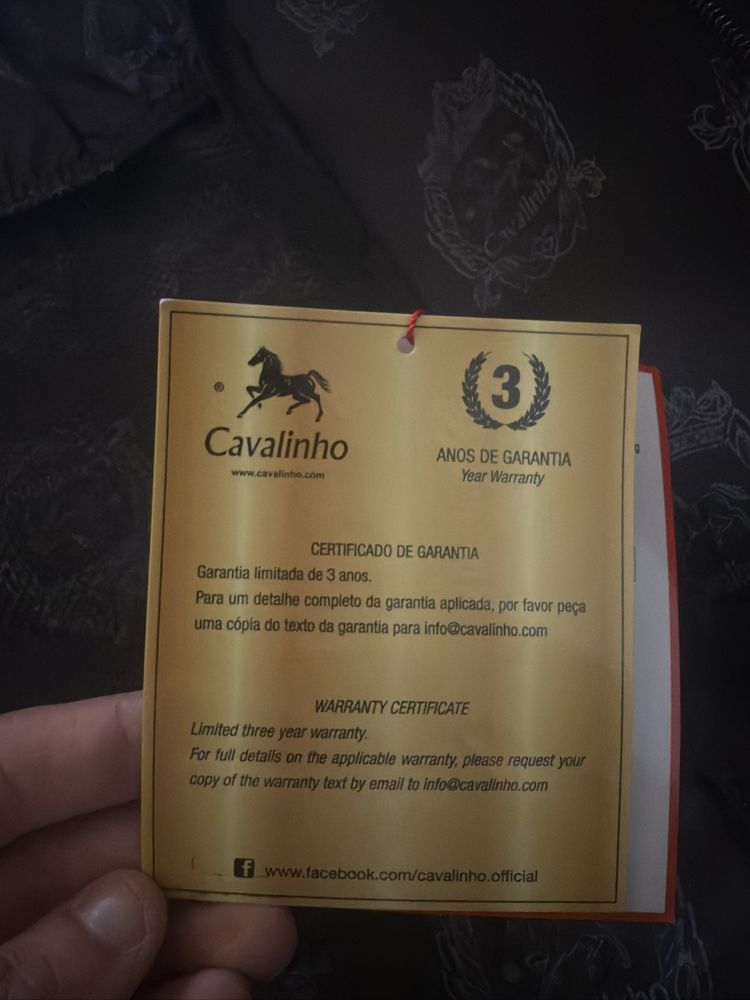 Cavalinho
®
Cavalinho
www.cavalinho.com
3
ANOS DE GARANTIA
Year Warranty
CERTIFICADO DE GARANTIA
Garantia limitada de 3 anos.
Para um detalhe completo da garantia aplicada, por favor peça
uma cópia do texto da garantia para info@cavalinho.com
WARRANTY CERTIFICATE
Limited three year warranty.
For full details on the applicable warranty, please request your
copy of the warranty text by email to info@cavalinho.com
f www.facebook.com/cavalinho.official